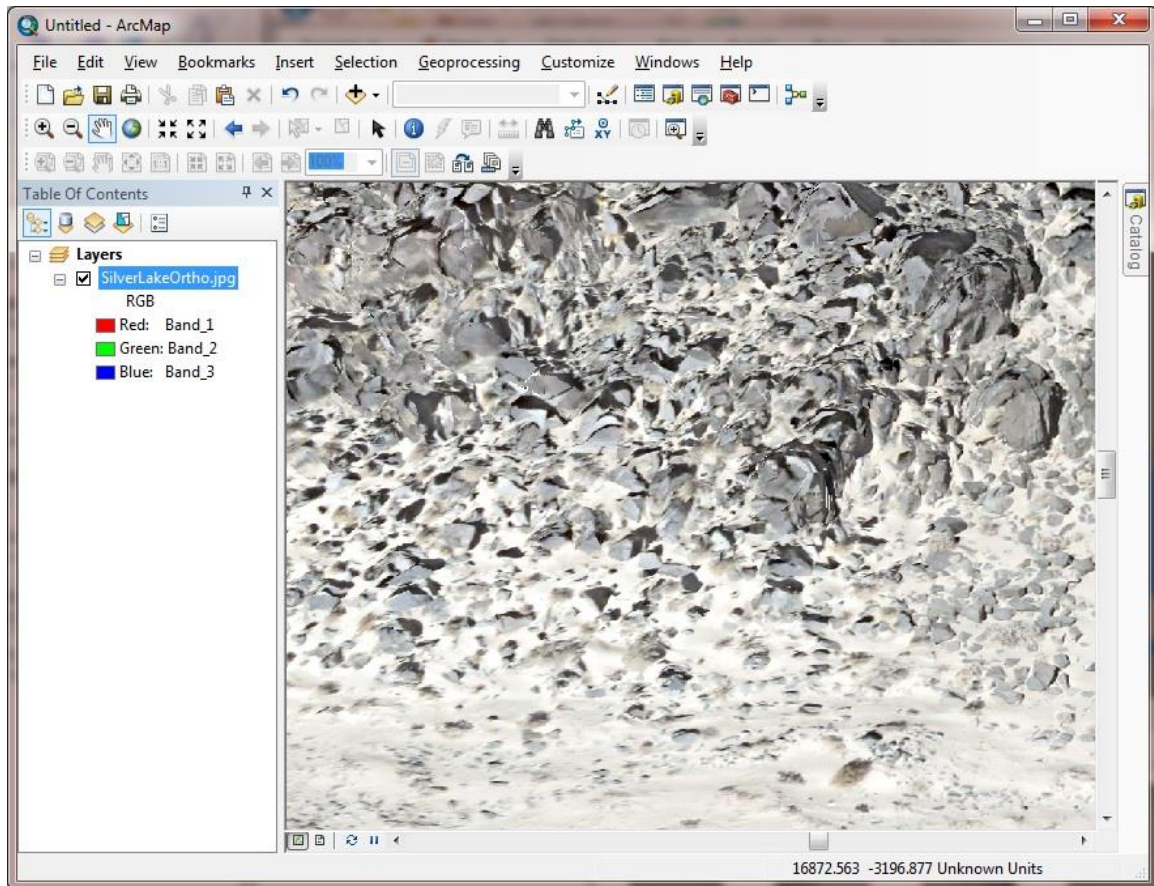 Untitled - ArcMap
File Edit View Bookmarks Insert Selection Geoprocessing Customize Windows Help
100%
Table Of Contents
Layers
SilverLakeOrtho.jpg
RGB
Red: Band_1
Green: Band_2
Blue: Band_3
Catalog
16872.563 -3196.877 Unknown Units